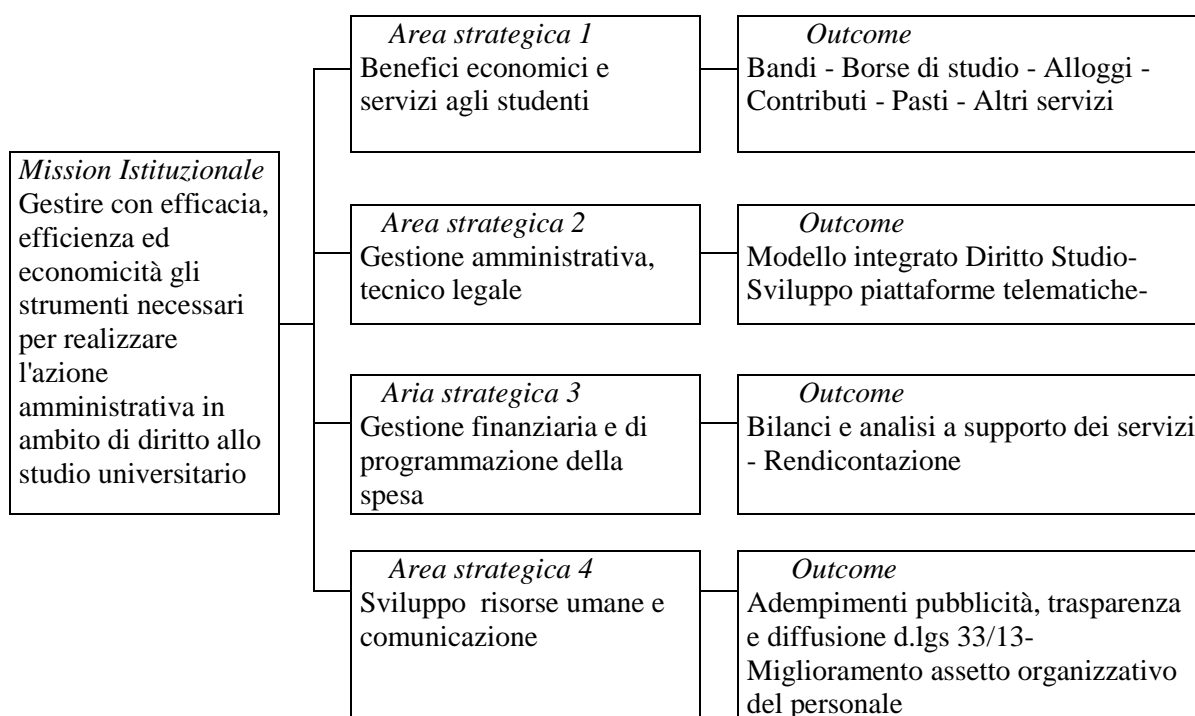 Mission Istituzionale
Gestire con efficacia,
efficienza ed
economicità gli
strumenti necessari
per realizzare
l'azione
amministrativa in
ambito di diritto allo
studio universitario
Area strategica 1
Benefici economici e
servizi agli studenti
Outcome
Bandi - Borse di studio - Alloggi -
Contributi - Pasti - Altri servizi
Area strategica 2
Gestione amministrativa,
tecnico legale
Outcome
Modello integrato Diritto Studio-
Sviluppo piattaforme telematiche-
Aria strategica 3
Gestione finanziaria e di
programmazione della
spesa
Outcome
Bilanci e analisi a supporto dei servizi
- Rendicontazione
Area strategica 4
Sviluppo risorse umane e
comunicazione
Outcome
Adempimenti pubblicità, trasparenza
e diffusione d.lgs 33/13-
Miglioramento assetto organizzativo
del personale